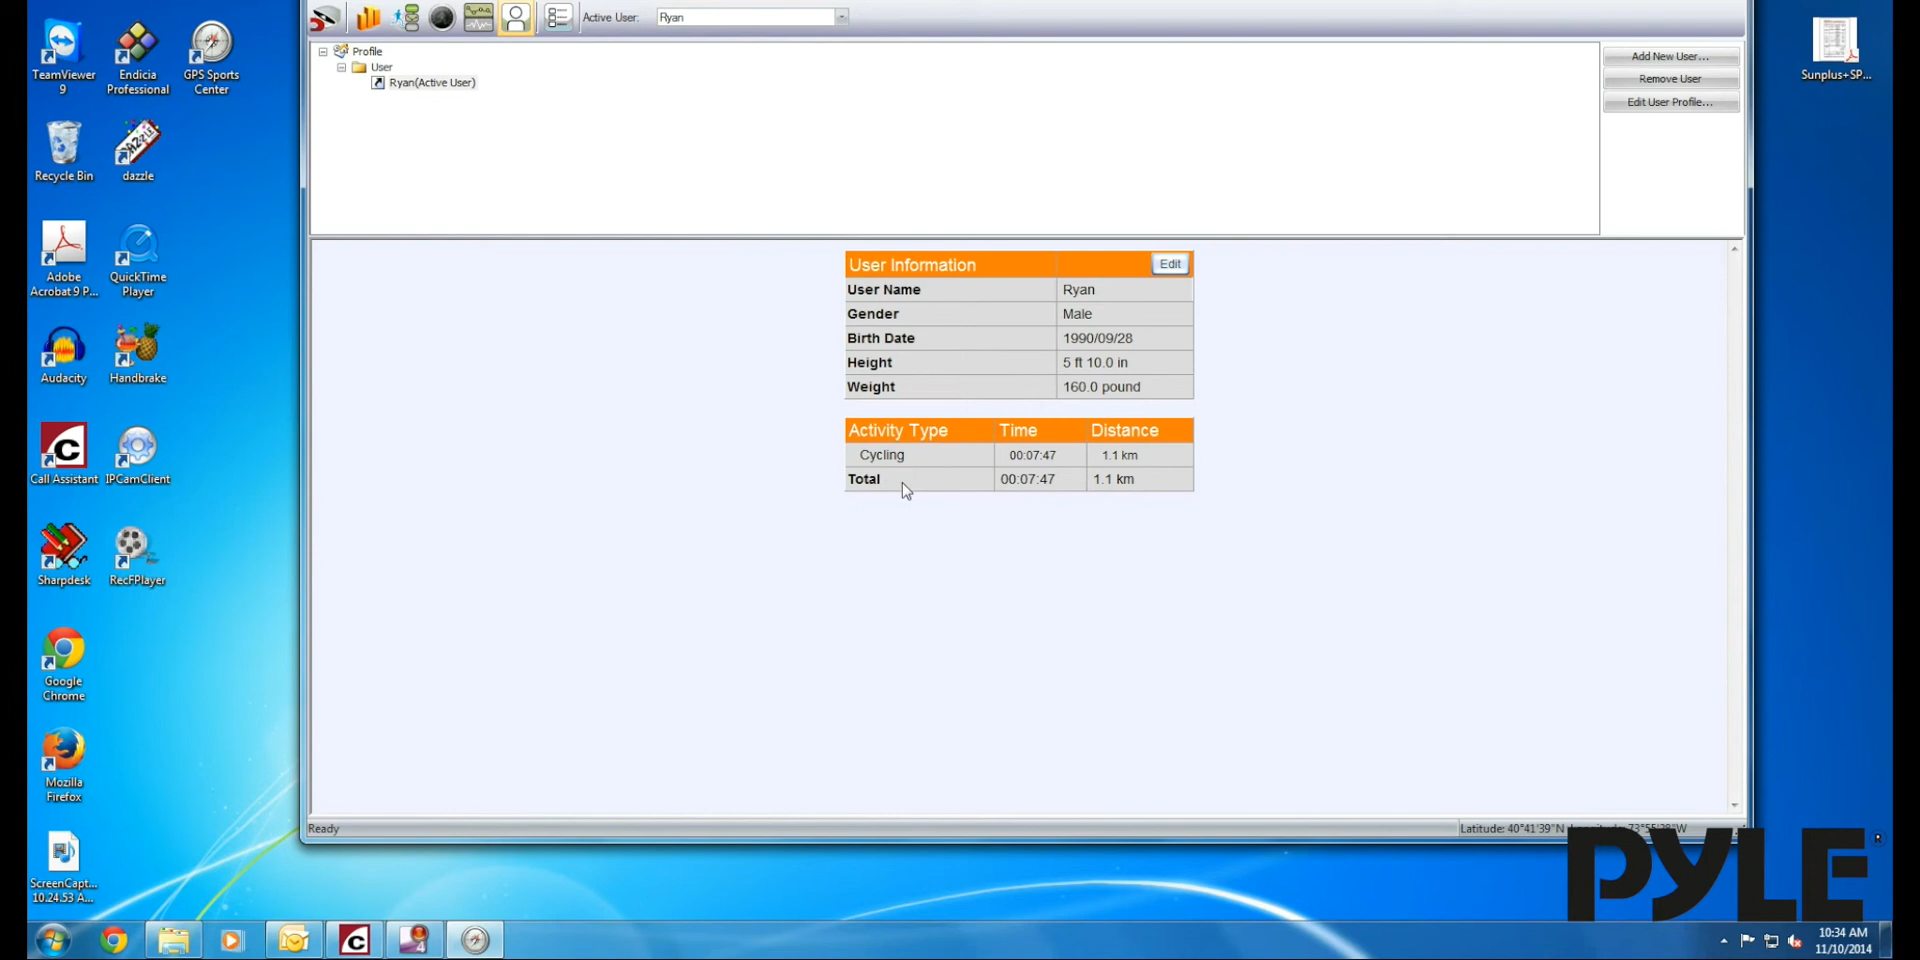 Active User: Ryan
Profile
User
Ryan(Active User)
Add New User...
Remove User
Edit User Profile...
User Information Edit
User Name Ryan
Gender Male
Birth Date 1990/09/28
Height 5 ft 10.0 in
Weight 160.0 pound
Activity Type Time Distance
Cycling 00:07:47 1.1 km
Total 00:07:47 1.1 km
Ready
Latitude: 40°41'39"N
TeamViewer 9
Endicia Professional
GPS Sports Center
Recycle Bin
DAZZLE
dazzle
Adobe Acrobat 9 P...
QuickTime Player
Audacity
Handbrake
C
Call Assistant
IPCamClient
Sharpdesk
RecFPlayer
Google Chrome
Mozilla Firefox
ScreenCapt... 10.24.53 A...
Sunplus+SP...
PYLE ®
C
4
10:34 AM
11/10/2014